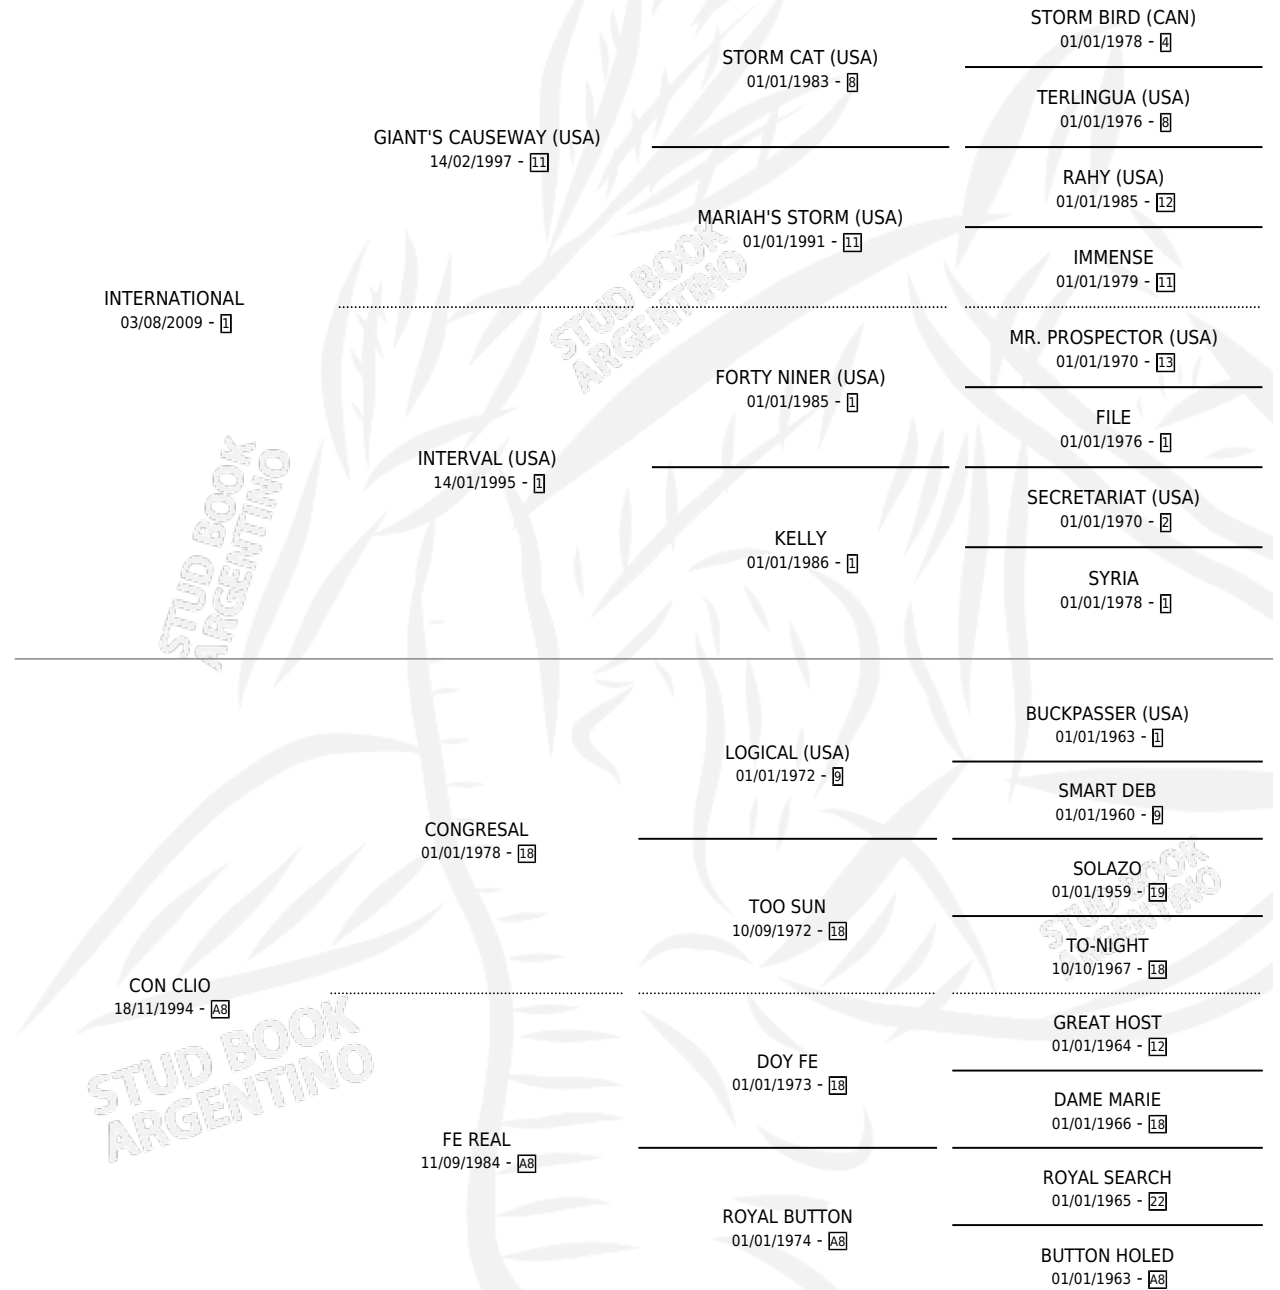 STORM BIRD (CAN)
01/01/1978 - 4
STORM CAT (USA)
01/01/1983 - 8
TERLINGUA (USA)
01/01/1976 - 8
GIANT'S CAUSEWAY (USA)
14/02/1997 - 11
RAHY (USA)
01/01/1985 - 12
MARIAH'S STORM (USA)
01/01/1991 - 11
IMMENSE
01/01/1979 - 11
INTERNATIONAL
03/08/2009 - 1
MR. PROSPECTOR (USA)
01/01/1970 - 13
FORTY NINER (USA)
01/01/1985 - 1
FILE
01/01/1976 - 1
INTERVAL (USA)
14/01/1995 - 1
SECRETARIAT (USA)
01/01/1970 - 2
KELLY
01/01/1986 - 1
SYRIA
01/01/1978 - 1
BUCKPASSER (USA)
01/01/1963 - 1
LOGICAL (USA)
01/01/1972 - 9
SMART DEB
01/01/1960 - 9
CONGRESAL
01/01/1978 - 18
SOLAZO
01/01/1959 - 19
TOO SUN
10/09/1972 - 18
TO-NIGHT
10/10/1967 - 18
CON CLIO
18/11/1994 - A8
GREAT HOST
01/01/1964 - 12
DOY FE
01/01/1973 - 18
DAME MARIE
01/01/1966 - 18
FE REAL
11/09/1984 - A8
ROYAL SEARCH
01/01/1965 - 22
ROYAL BUTTON
01/01/1974 - A8
BUTTON HOLED
01/01/1963 - A8
STUD BOOK
ARGENTINO
STUD BOOK
ARGENTINO
STUD BOOK
ARGENTINO
STUD BOOK
ARGENTINO